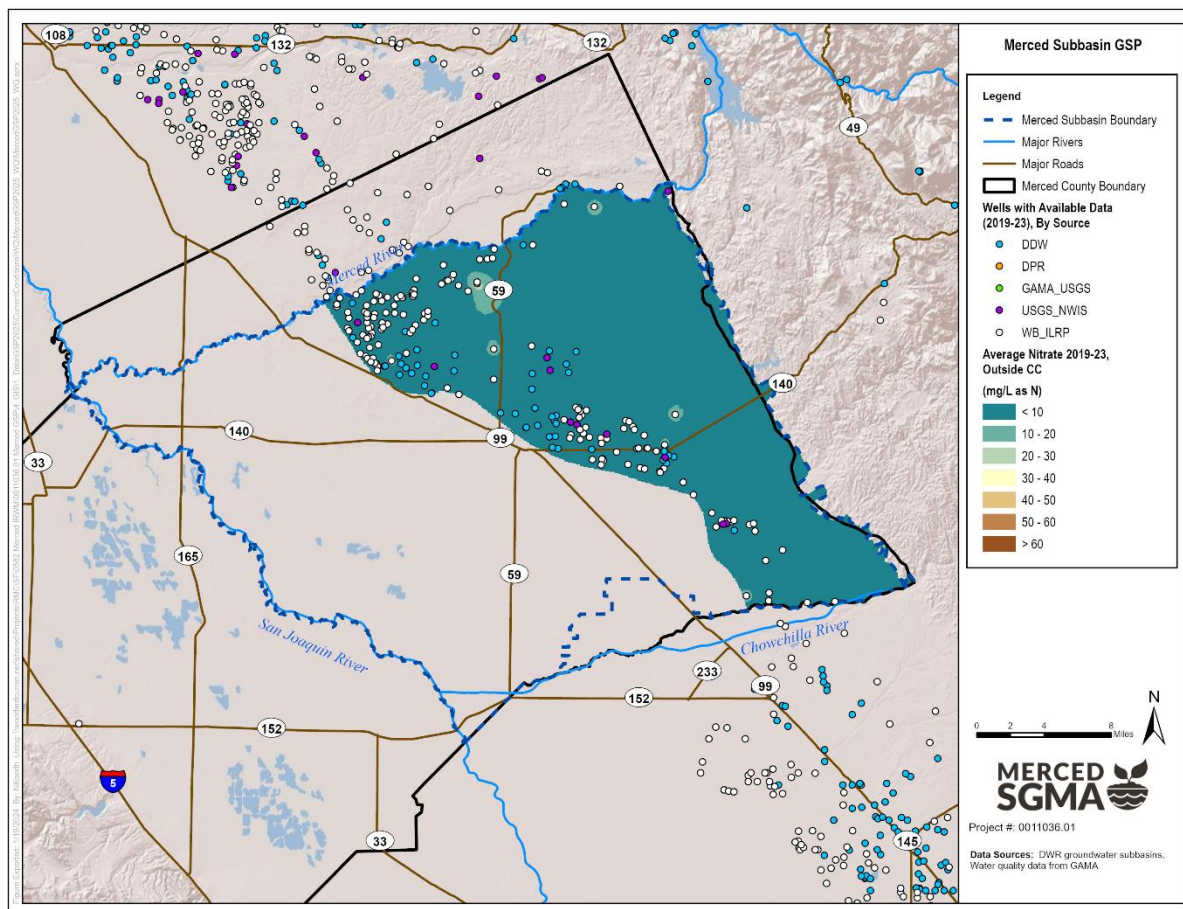 108
132
132
49
Merced River
59
140
140
99
33
165
59
San Joaquin River
Chowchilla River
233
99
152
152
152
5
33
145
Merced Subbasin GSP
Legend
Merced Subbasin Boundary
Major Rivers
Major Roads
Merced County Boundary
Wells with Available Data
(2019-23), By Source
DDW
DPR
GAMA_USGS
USGS_NWIS
WB_ILRP
Average Nitrate 2019-23,
Outside CC
(mg/L as N)
< 10
10 - 20
20 - 30
30 - 40
40 - 50
50 - 60
> 60
N
0 2 4 8
Miles
MERCED
SGMA
Project #: 0011036.01
Data Sources: DWR groundwater subbasins,
Water quality data from GAMA